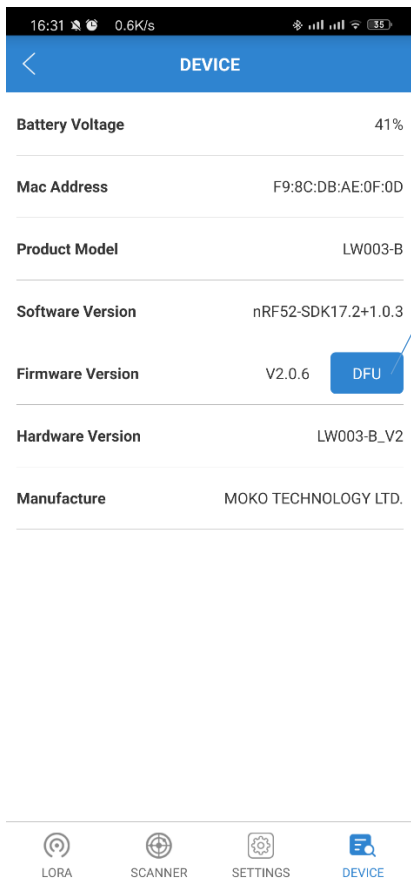 16:31 0.6K/s 35
DEVICE
Battery Voltage 41%
Mac Address F9:8C:DB:AE:0F:0D
Product Model LW003-B
Software Version nRF52-SDK17.2+1.0.3
Firmware Version V2.0.6 DFU
Hardware Version LW003-B_V2
Manufacture MOKO TECHNOLOGY LTD.
LORA SCANNER SETTINGS DEVICE